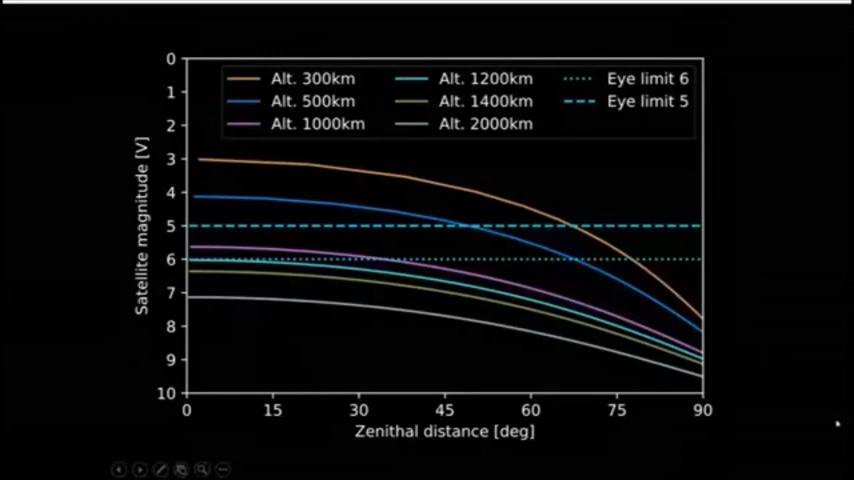 0
1
2
3
4
5
6
7
8
9
10
Satellite magnitude [V]
Alt. 300km
Alt. 500km
Alt. 1000km
Alt. 1200km
Alt. 1400km
Alt. 2000km
Eye limit 6
Eye limit 5
0 15 30 45 60 75 90
Zenithal distance [deg]